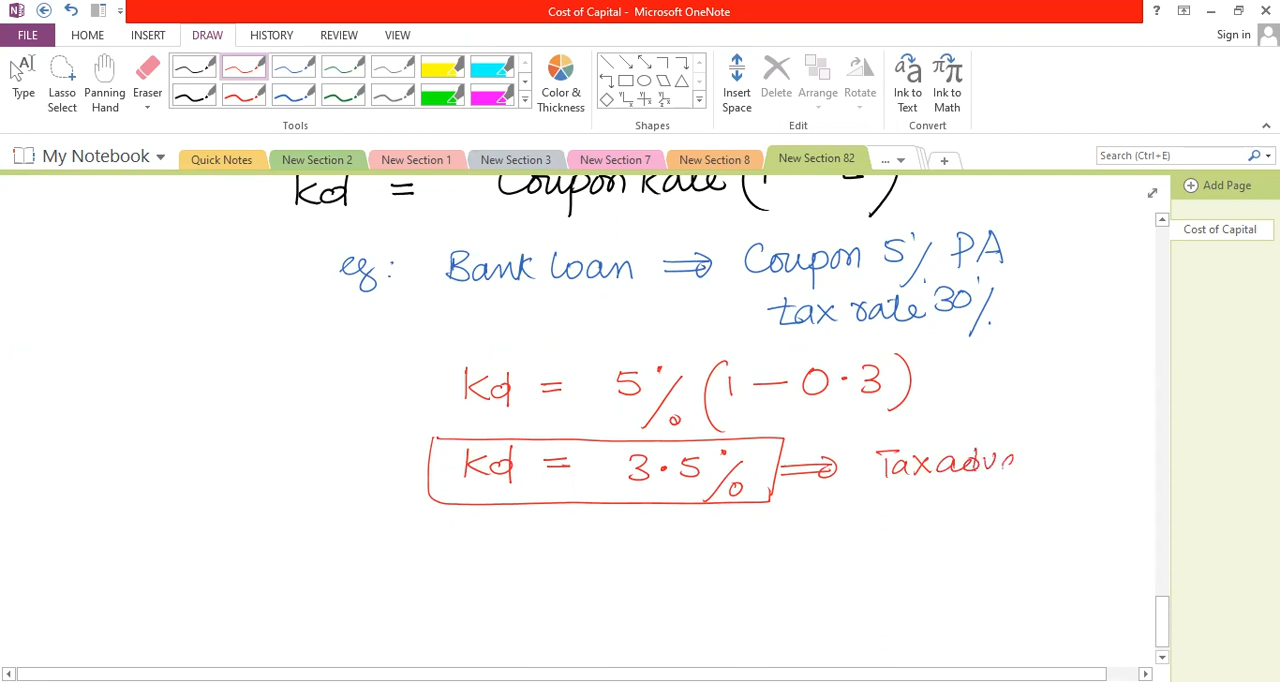 Cost of Capital - Microsoft OneNote
?
FILE HOME INSERT DRAW HISTORY REVIEW VIEW
Sign in
Type
Lasso Select
Panning Hand
Eraser
Color & Thickness
Insert Space
Delete
Arrange
Rotate
Ink to Text
Ink to Math
Tools
Shapes
Edit
Convert
My Notebook
Quick Notes
New Section 2
New Section 1
New Section 3
New Section 7
New Section 8
New Section 82
...
Search (Ctrl+E)
Add Page
Cost of Capital
Kd = Coupon Rate (1 - )
eg: Bank loan ⇒ Coupon 5% PA
tax rate 30%
Kd = 5% (1 - 0.3)
Kd = 3.5% ⇒ Tax adv